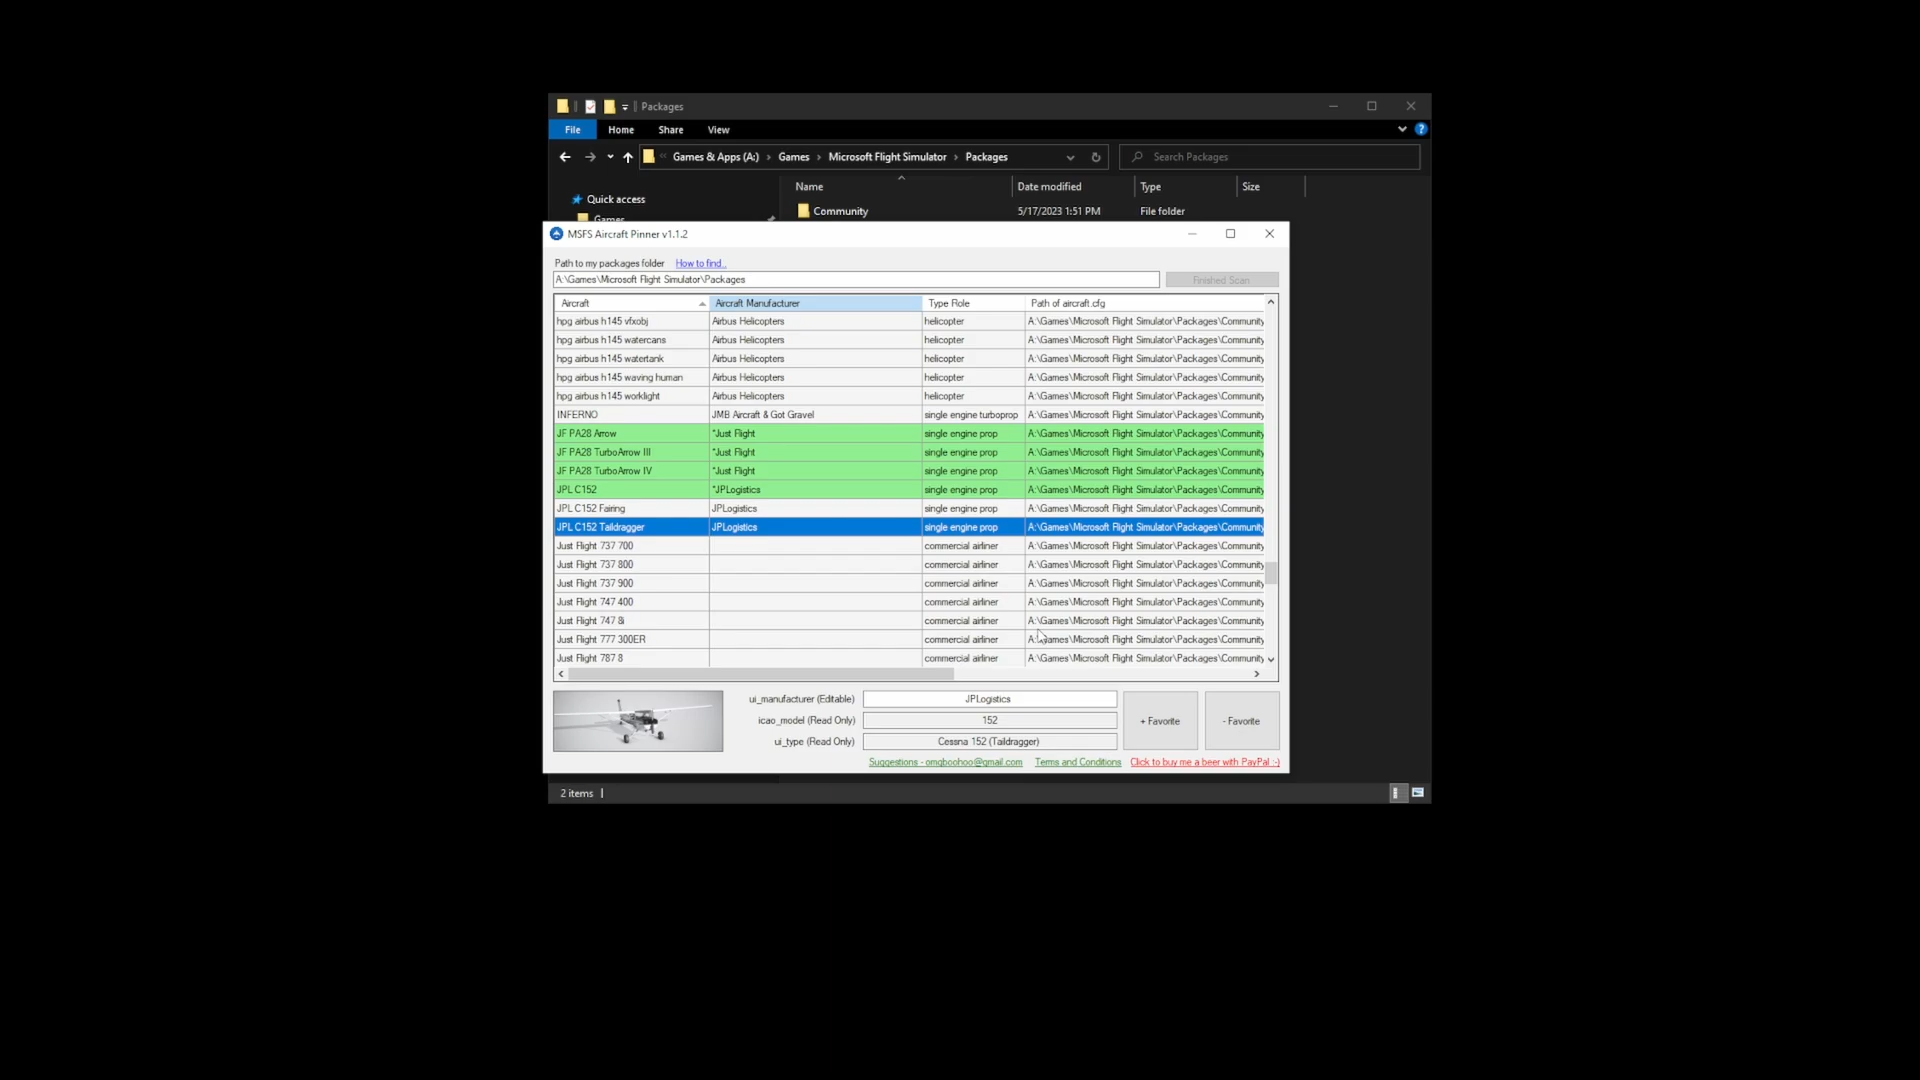 Packages
File Home Share View
Games & Apps (A:) › Games › Microsoft Flight Simulator › Packages
Search Packages
Name Date modified Type Size
Quick access
Games
Community 5/17/2023 1:51 PM File folder
MSFS Aircraft Pinner v1.1.2
Path to my packages folder How to find..
A:\Games\Microsoft Flight Simulator\Packages Finished Scan
Aircraft Aircraft Manufacturer Type Role Path of aircraft.cfg
hpg airbus h145 vfxobj Airbus Helicopters helicopter A:\Games\Microsoft Flight Simulator\Packages\Community
hpg airbus h145 watercans Airbus Helicopters helicopter A:\Games\Microsoft Flight Simulator\Packages\Community
hpg airbus h145 watertank Airbus Helicopters helicopter A:\Games\Microsoft Flight Simulator\Packages\Community
hpg airbus h145 waving human Airbus Helicopters helicopter A:\Games\Microsoft Flight Simulator\Packages\Community
hpg airbus h145 worklight Airbus Helicopters helicopter A:\Games\Microsoft Flight Simulator\Packages\Community
INFERNO JMB Aircraft & Got Gravel single engine turboprop A:\Games\Microsoft Flight Simulator\Packages\Community
JF PA28 Arrow *Just Flight single engine prop A:\Games\Microsoft Flight Simulator\Packages\Community
JF PA28 TurboArrow III *Just Flight single engine prop A:\Games\Microsoft Flight Simulator\Packages\Community
JF PA28 TurboArrow IV *Just Flight single engine prop A:\Games\Microsoft Flight Simulator\Packages\Community
JPL C152 *JPLogistics single engine prop A:\Games\Microsoft Flight Simulator\Packages\Community
JPL C152 Fairing JPLogistics single engine prop A:\Games\Microsoft Flight Simulator\Packages\Community
JPL C152 Taildragger JPLogistics single engine prop A:\Games\Microsoft Flight Simulator\Packages\Community
Just Flight 737 700 commercial airliner A:\Games\Microsoft Flight Simulator\Packages\Community
Just Flight 737 800 commercial airliner A:\Games\Microsoft Flight Simulator\Packages\Community
Just Flight 737 900 commercial airliner A:\Games\Microsoft Flight Simulator\Packages\Community
Just Flight 747 400 commercial airliner A:\Games\Microsoft Flight Simulator\Packages\Community
Just Flight 747 8i commercial airliner A:\Games\Microsoft Flight Simulator\Packages\Community
Just Flight 777 300ER commercial airliner A:\Games\Microsoft Flight Simulator\Packages\Community
Just Flight 787 8 commercial airliner A:\Games\Microsoft Flight Simulator\Packages\Community
ui_manufacturer (Editable) JPLogistics
icao_model (Read Only) 152
+ Favorite - Favorite
ui_type (Read Only) Cessna 152 (Taildragger)
Suggestions - omgboohoo@gmail.com Terms and Conditions Click to buy me a beer with PayPal :-)
2 items